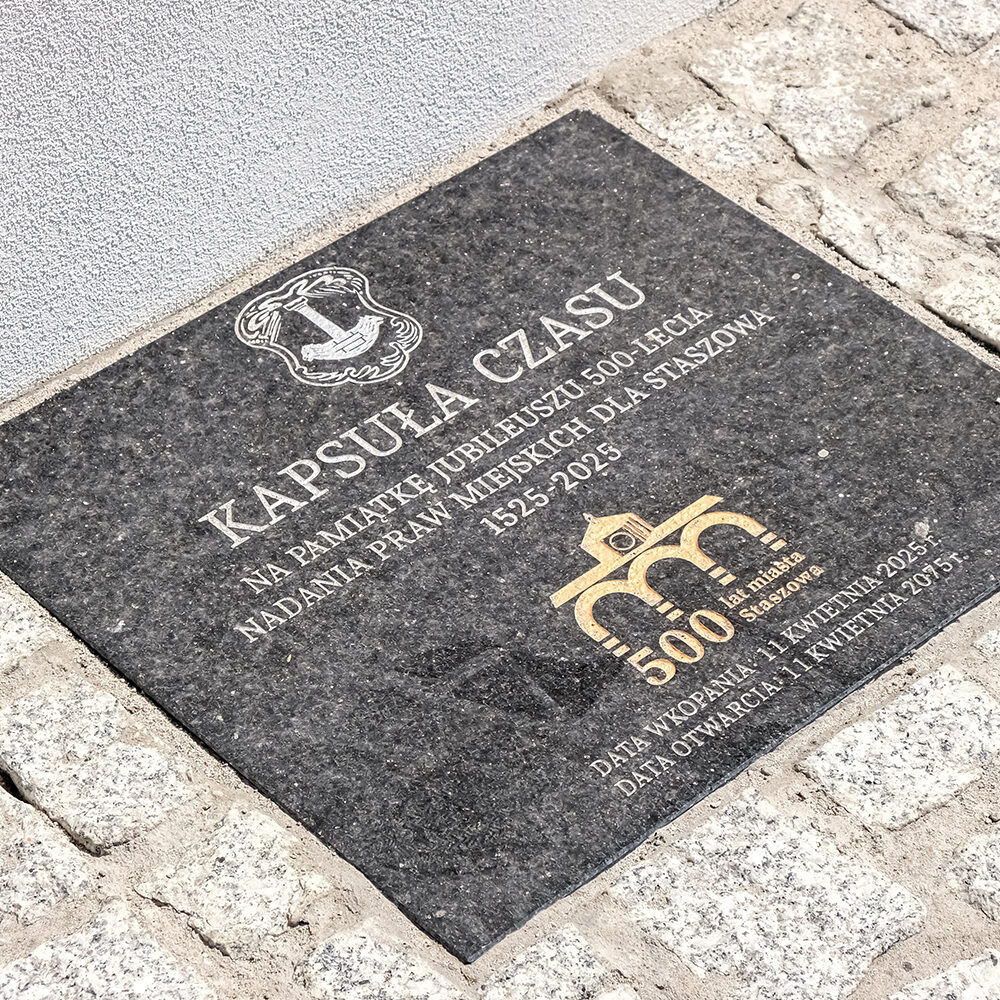 KAPSUŁA CZASU
NA PAMIĄTKĘ JUBILEUSZU 500-LECIA
NADANIA PRAW MIEJSKICH DLA STASZOWA
1525-2025
500 lat miasta
Staszowa
DATA WKOPANIA: 11 KWIETNIA 2025 r.
DATA OTWARCIA: 11 KWIETNIA 2075 r.